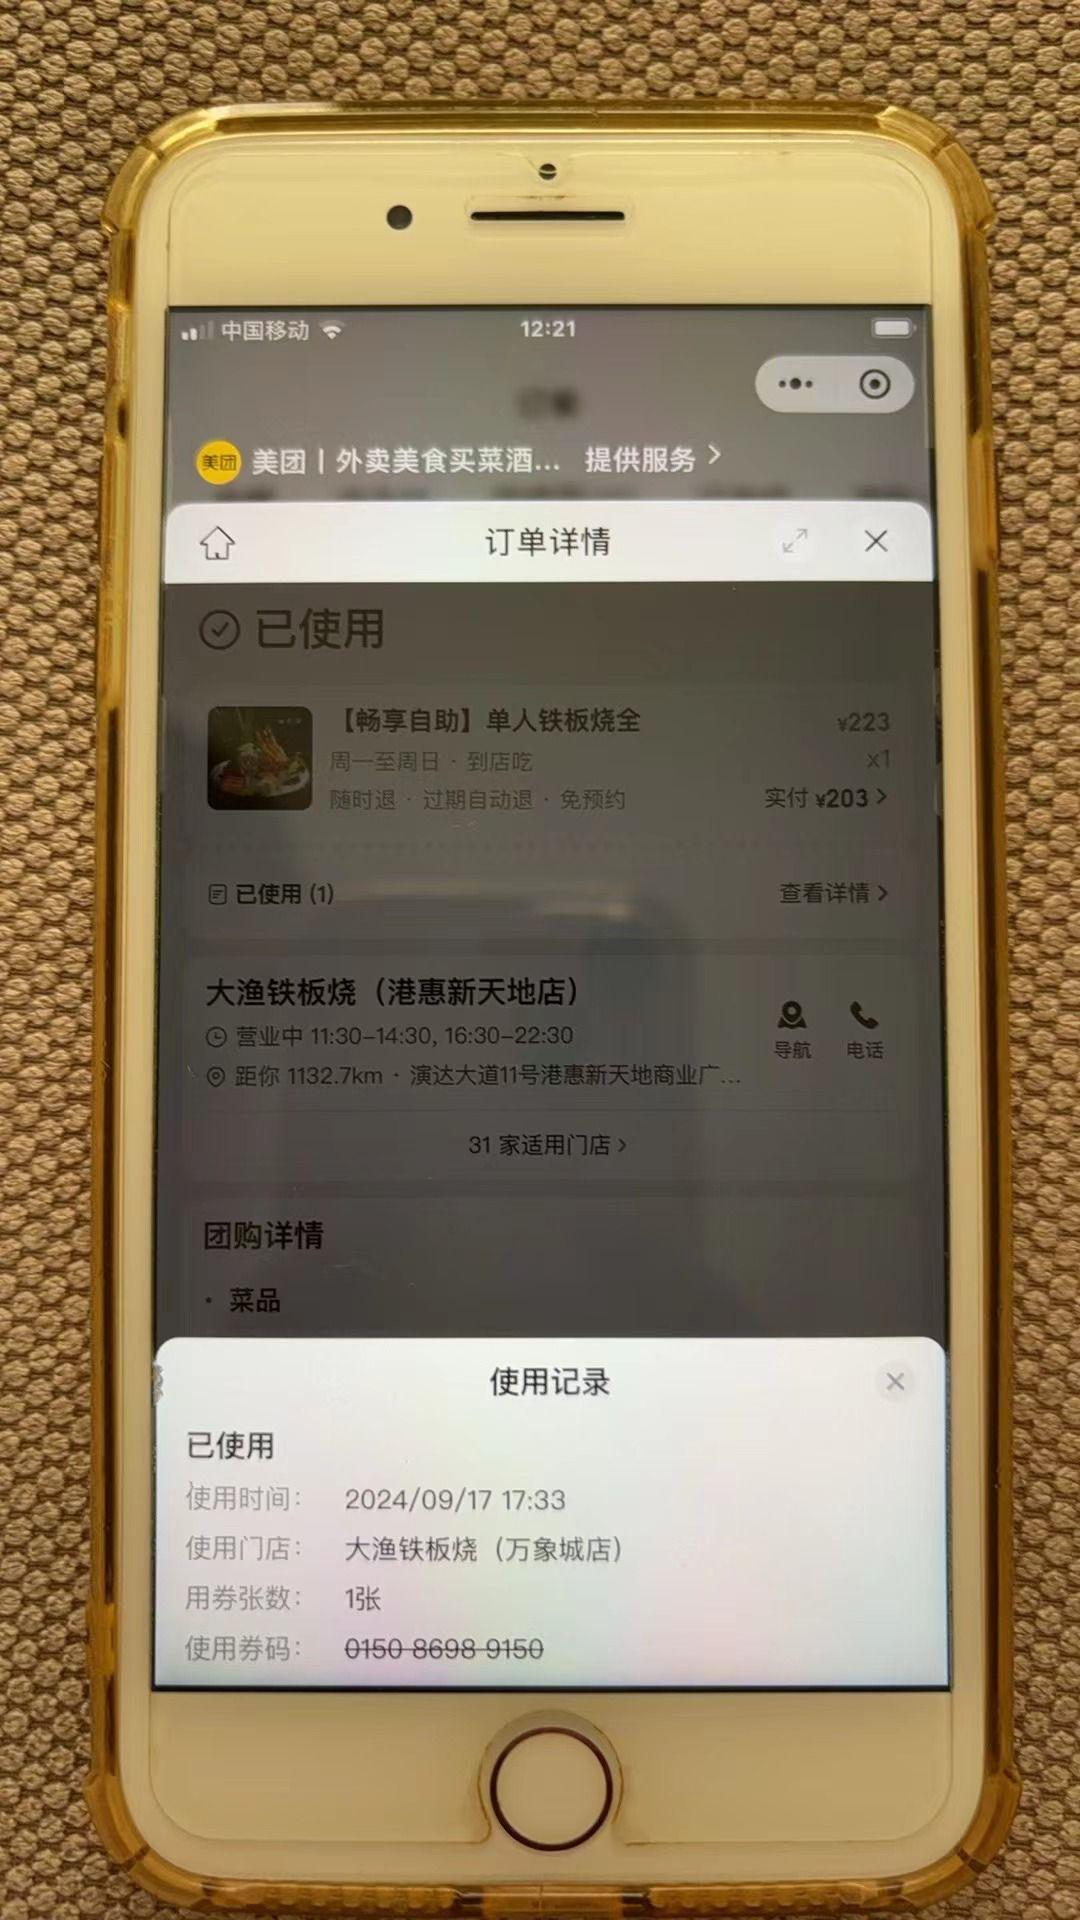 中国移动
12:21
美团
美团丨外卖美食买菜酒... 提供服务
订单详情
已使用
【畅享自助】单人铁板烧全 ¥223
周一至周日 · 到店吃 x1
随时退 · 过期自动退 · 免预约 实付 ¥203
已使用 (1) 查看详情
大渔铁板烧（港惠新天地店）
营业中 11:30-14:30, 16:30-22:30
导航 电话
距你 1132.7km · 演达大道11号港惠新天地商业广...
31 家适用门店
团购详情
· 菜品
使用记录
已使用
使用时间： 2024/09/17 17:33
使用门店： 大渔铁板烧（万象城店）
用券张数： 1张
使用券码： 0150 8698 9150